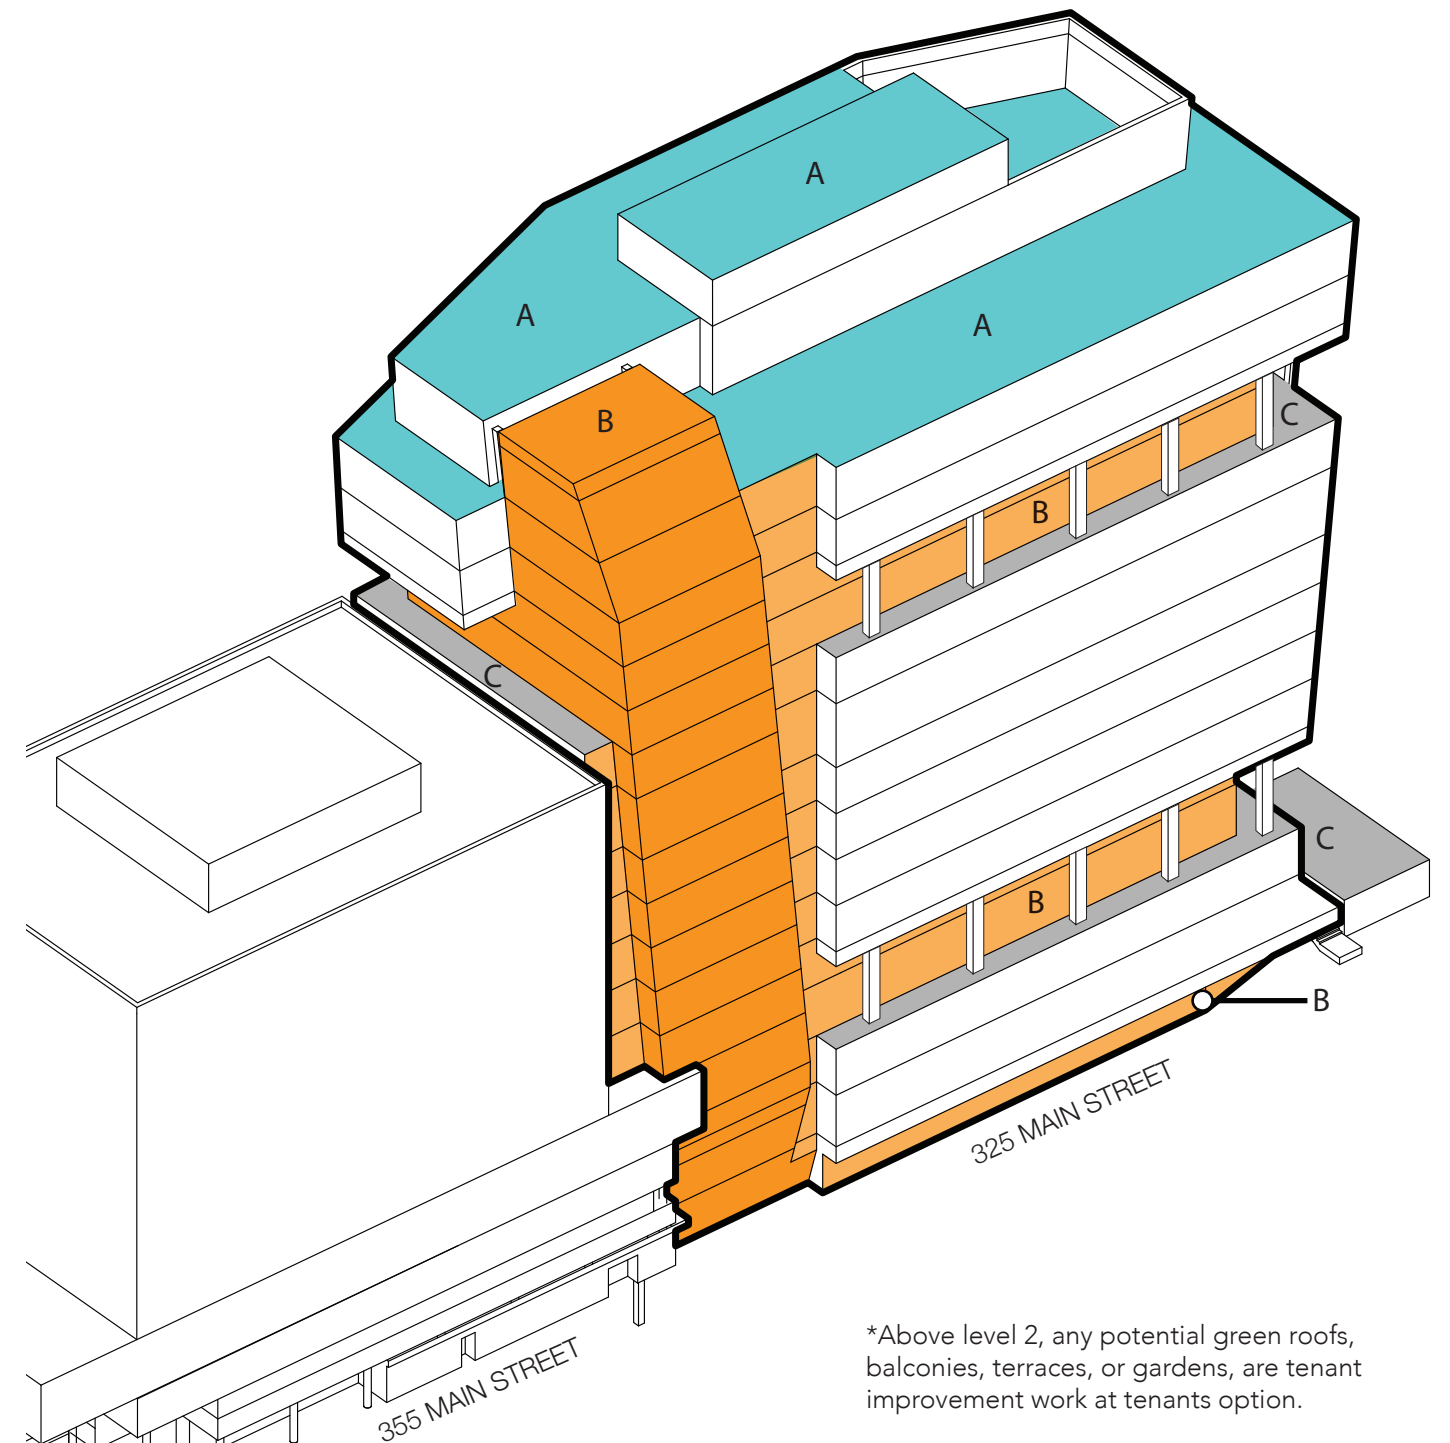 A
A
A
B
C
B
C
C
B
B
325 MAIN STREET
355 MAIN STREET
*Above level 2, any potential green roofs,
balconies, terraces, or gardens, are tenant
improvement work at tenants option.